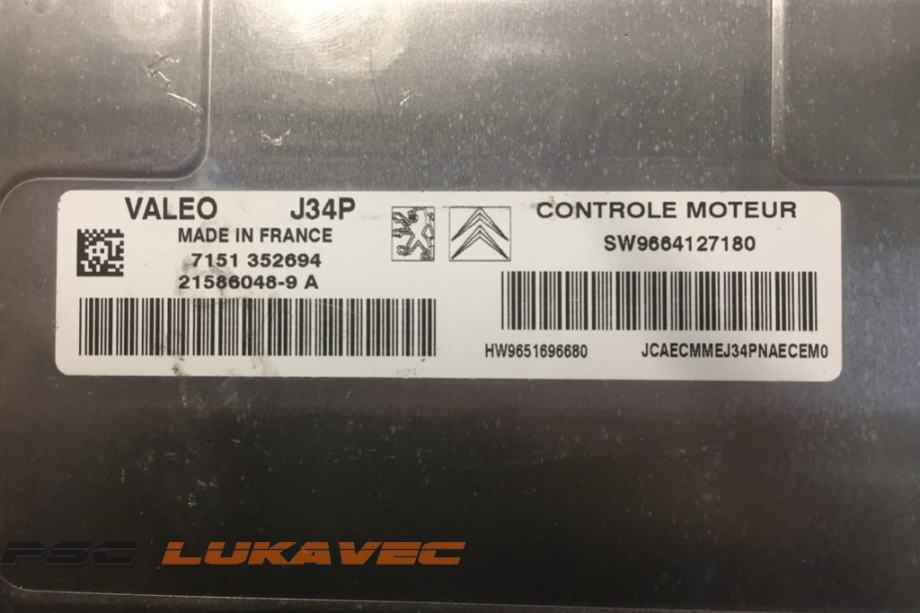 VALEO J34P
MADE IN FRANCE
7151 352694
21586048-9 A
CONTROLE MOTEUR
SW9664127180
HW9651696680 JCAECMMEJ34PNAECEM0
PSC LUKAVEC